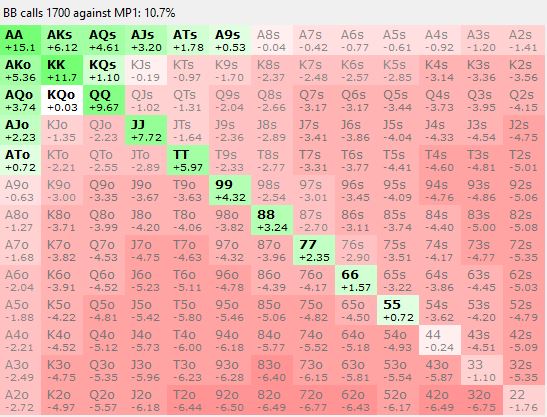 BB calls 1700 against MP1: 10.7%
AA AKs AQs AJs ATs A9s A8s A7s A6s A5s A4s A3s A2s
+15.1 +6.12 +4.61 +3.20 +1.78 +0.53 -0.04 -0.42 -0.77 -0.61 -0.92 -1.20 -1.41
AKo KK KQs KJs KTs K9s K8s K7s K6s K5s K4s K3s K2s
+5.36 +11.7 +1.10 -0.19 -0.97 -1.70 -2.37 -2.48 -2.57 -2.85 -3.14 -3.36 -3.56
AQo KQo QQ QJs QTs Q9s Q8s Q7s Q6s Q5s Q4s Q3s Q2s
+3.74 +0.03 +9.67 -1.02 -1.31 -2.04 -2.66 -3.17 -3.17 -3.44 -3.73 -3.95 -4.15
AJo KJo QJo JJ JTs J9s J8s J7s J6s J5s J4s J3s J2s
+2.23 -1.35 -2.23 +7.72 -1.64 -2.36 -2.89 -3.41 -3.86 -4.04 -4.33 -4.54 -4.75
ATo KTo QTo JTo TT T9s T8s T7s T6s T5s T4s T3s T2s
+0.72 -2.21 -2.55 -2.89 +5.97 -2.33 -2.77 -3.31 -3.77 -4.41 -4.60 -4.81 -5.01
A9o K9o Q9o J9o T9o 99 98s 97s 96s 95s 94s 93s 92s
-0.63 -3.00 -3.35 -3.67 -3.63 +4.32 -2.54 -3.01 -3.45 -4.09 -4.76 -4.86 -5.06
A8o K8o Q8o J8o T8o 98o 88 87s 86s 85s 84s 83s 82s
-1.27 -3.71 -3.99 -4.20 -4.06 -3.82 +3.24 -2.79 -3.11 -3.74 -4.40 -5.00 -5.08
A7o K7o Q7o J7o T7o 97o 87o 77 76s 75s 74s 73s 72s
-1.68 -3.82 -4.53 -4.75 -4.63 -4.32 -3.96 +2.35 -2.90 -3.51 -4.17 -4.77 -5.35
A6o K6o Q6o J6o T6o 96o 86o 76o 66 65s 64s 63s 62s
-2.04 -3.91 -4.52 -5.23 -5.11 -4.78 -4.39 -4.17 +1.57 -3.22 -3.86 -4.45 -5.03
A5o K5o Q5o J5o T5o 95o 85o 75o 65o 55 54s 53s 52s
-1.88 -4.22 -4.81 -5.42 -5.80 -5.46 -5.06 -4.82 -4.50 +0.72 -3.62 -4.20 -4.79
A4o K4o Q4o J4o T4o 94o 84o 74o 64o 54o 44 43s 42s
-2.21 -4.52 -5.12 -5.73 -6.00 -6.18 -5.77 -5.52 -5.18 -4.93 -0.24 -4.51 -5.09
A3o K3o Q3o J3o T3o 93o 83o 73o 63o 53o 43o 33 32s
-2.49 -4.75 -5.35 -5.96 -6.23 -6.28 -6.40 -6.15 -5.81 -5.54 -5.87 -1.10 -5.35
A2o K2o Q2o J2o T2o 92o 82o 72o 62o 52o 42o 32o 22
-2.72 -4.97 -5.57 -6.18 -6.44 -6.50 -6.50 -6.77 -6.43 -6.17 -6.49 -6.75 -1.76